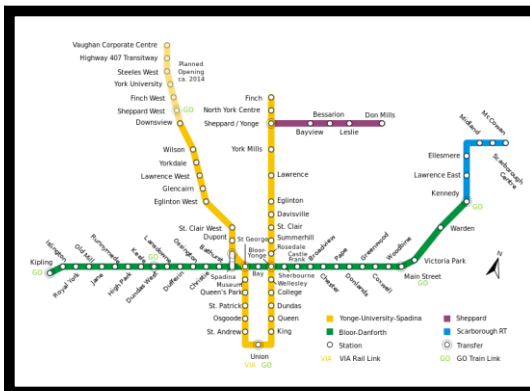 Vaughan Corporate Centre
Highway 407 Transitway
Steeles West
York University
Finch West
Sheppard West
GO
Downsview
Planned
Opening
ca. 2014
Wilson
Yorkdale
Lawrence West
Glencairn
Eglinton West
St. Clair West
Dupont
Spadina
St George
Museum
Queen's Park
St. Patrick
Osgoode
St. Andrew
Union
VIA GO
King
Queen
Dundas
College
Wellesley
Bloor-
Yonge
Rosedale
Summerhill
St. Clair
Davisville
Eglinton
Lawrence
York Mills
Sheppard / Yonge
North York Centre
Finch
Bayview
Bessarion
Leslie
Don Mills
Kipling
GO
Islington
Royal York
Old Mill
Jane
Runnymede
High Park
Keele
Dundas West
GO
Lansdowne
Dufferin
Ossington
Christie
Bathurst
Bay
Sherbourne
Castle
Frank
Broadview
Chester
Pape
Donlands
Greenwood
Coxwell
Woodbine
Main Street
GO
Victoria Park
Warden
Kennedy
GO
Lawrence East
Ellesmere
Midland
Scarborough
Centre
McCowan
N
Yonge-University-Spadina
Bloor-Danforth
Station
VIA VIA Rail Link
Sheppard
Scarborough RT
Transfer
GO GO Train Link